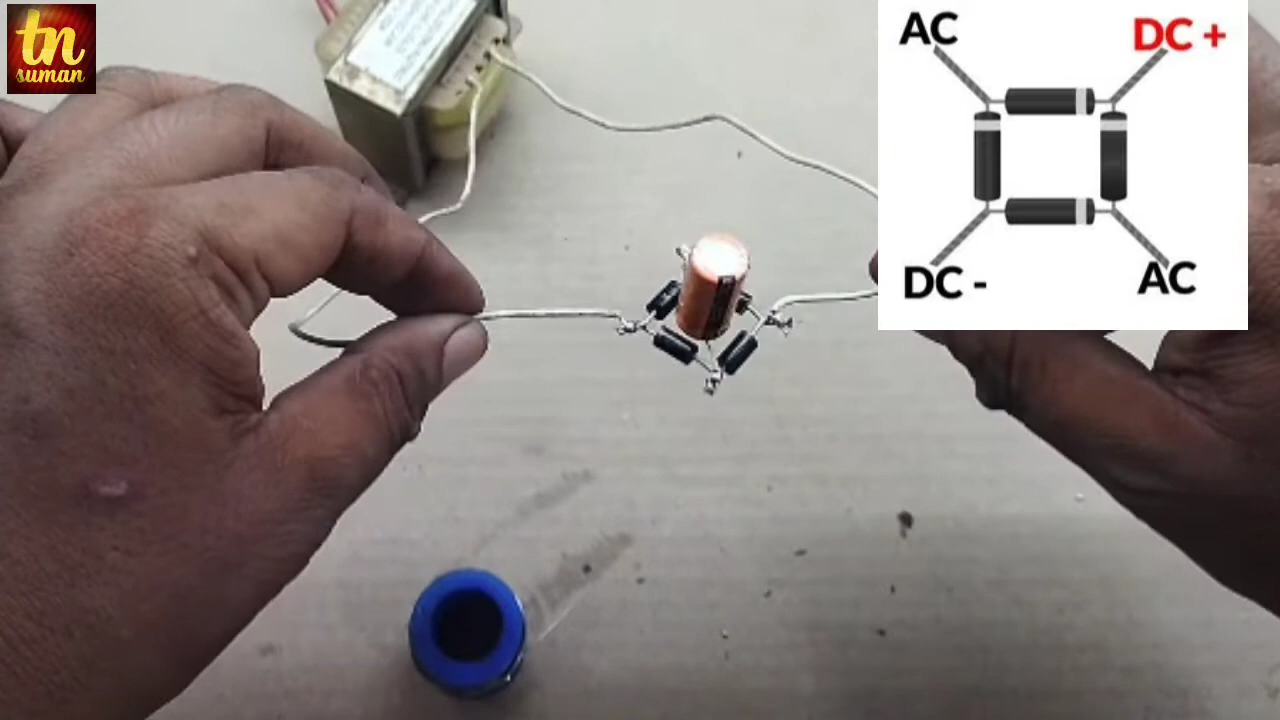 tn
suman
AC
DC +
DC -
AC